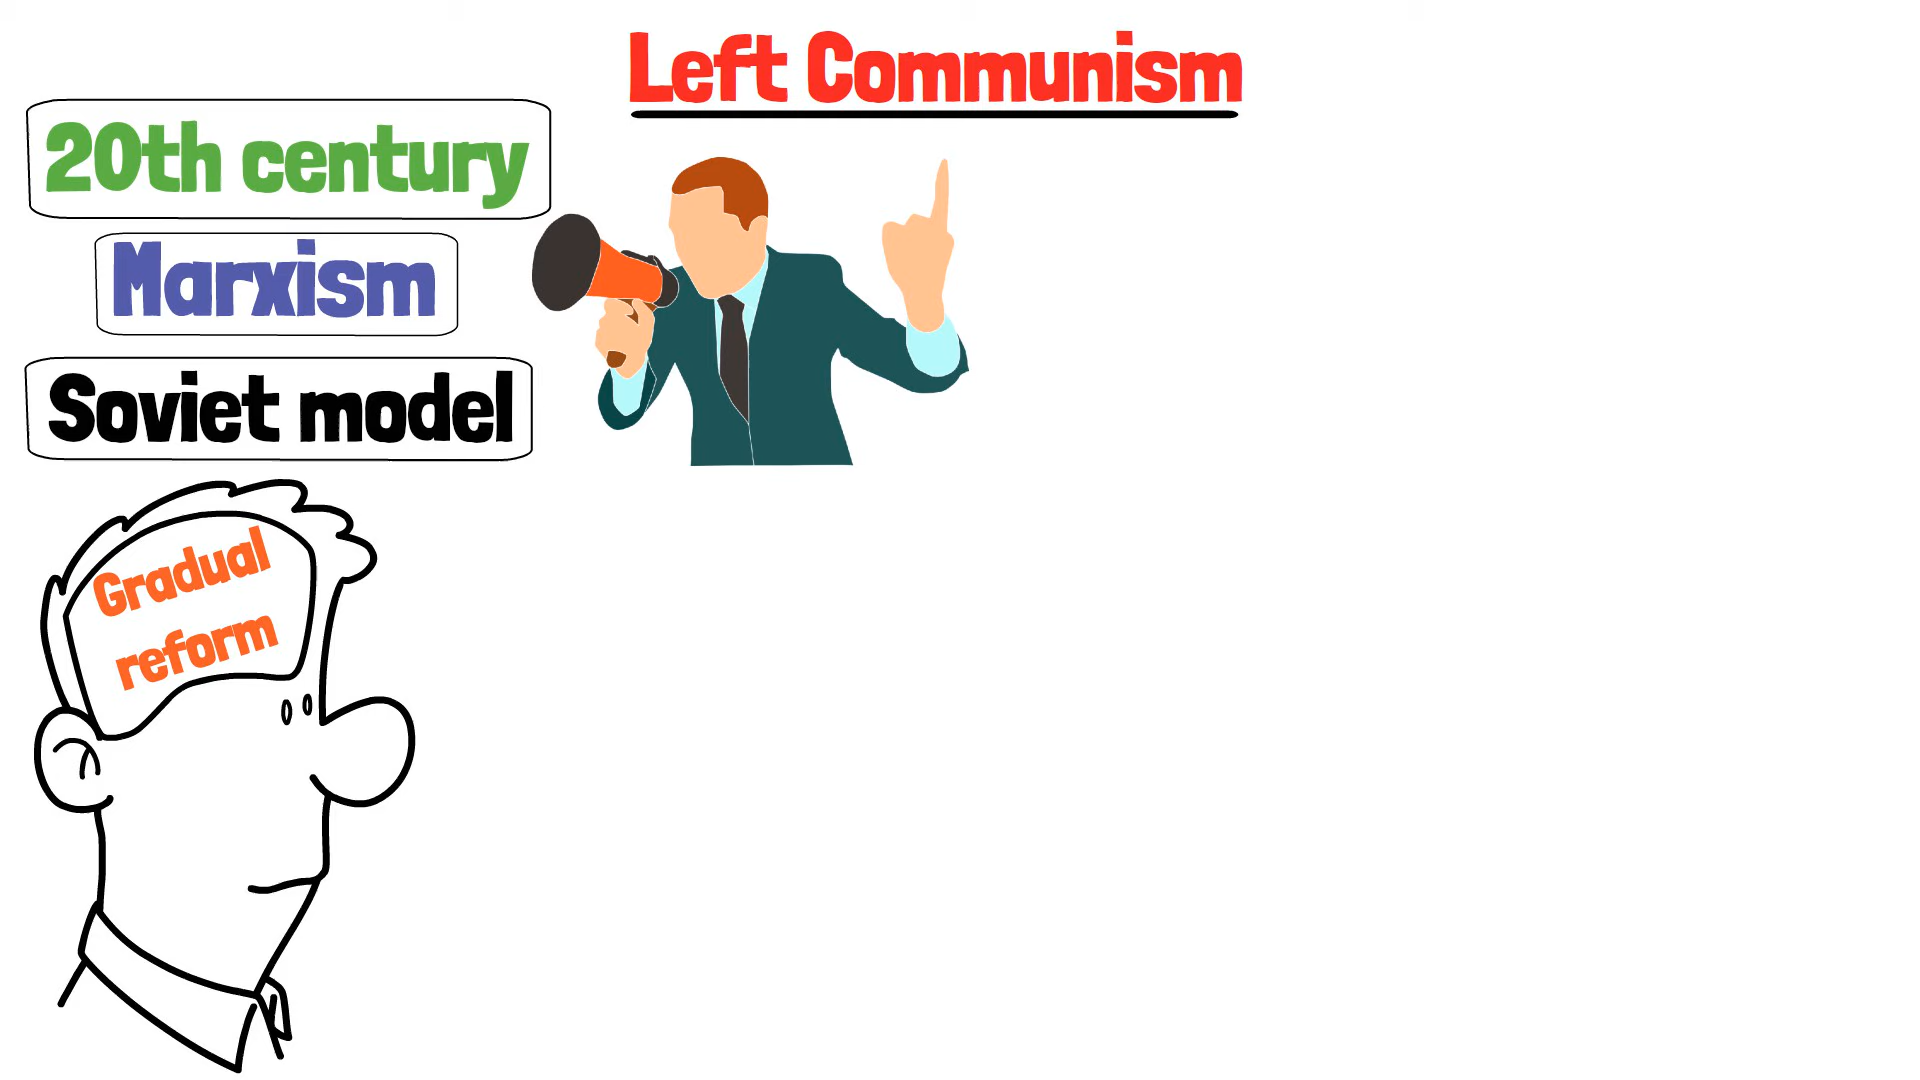 Left Communism
20th century
Marxism
Soviet model
Gradual
reform